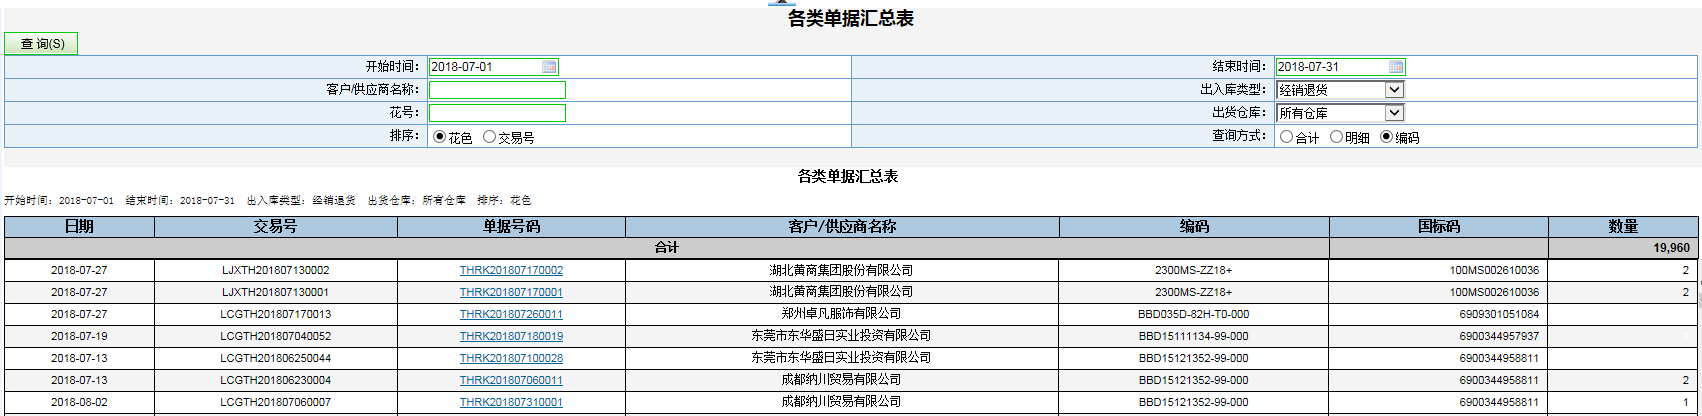 各类单据汇总表
查 询(S)
开始时间： 2018-07-01 结束时间： 2018-07-31
客户/供应商名称： 出入库类型： 经销退货
花号： 出货仓库： 所有仓库
排序： 花色 交易号 查询方式： 合计 明细 编码
各类单据汇总表
开始时间：2018-07-01 结束时间：2018-07-31 出入库类型：经销退货 出货仓库：所有仓库 排序：花色
日期 交易号 单据号码 客户/供应商名称 编码 国标码 数量
合计 19,960
2018-07-27 LJXTH201807130002 THRK201807170002 湖北黄商集团股份有限公司 2300MS-ZZ18+ 100MS002610036 2
2018-07-27 LJXTH201807130001 THRK201807170001 湖北黄商集团股份有限公司 2300MS-ZZ18+ 100MS002610036 2
2018-07-27 LCGTH201807170013 THRK201807260011 郑州卓凡服饰有限公司 BBD035D-82H-T0-000 6909301051084
2018-07-19 LCGTH201807040052 THRK201807180019 东莞市东华盛日实业投资有限公司 BBD15111134-99-000 6900344957937
2018-07-13 LCGTH201806250044 THRK201807100028 东莞市东华盛日实业投资有限公司 BBD15121352-99-000 6900344958811
2018-07-13 LCGTH201806230004 THRK201807060011 成都纳川贸易有限公司 BBD15121352-99-000 6900344958811 2
2018-08-02 LCGTH201807060007 THRK201807310001 成都纳川贸易有限公司 BBD15121352-99-000 6900344958811 1